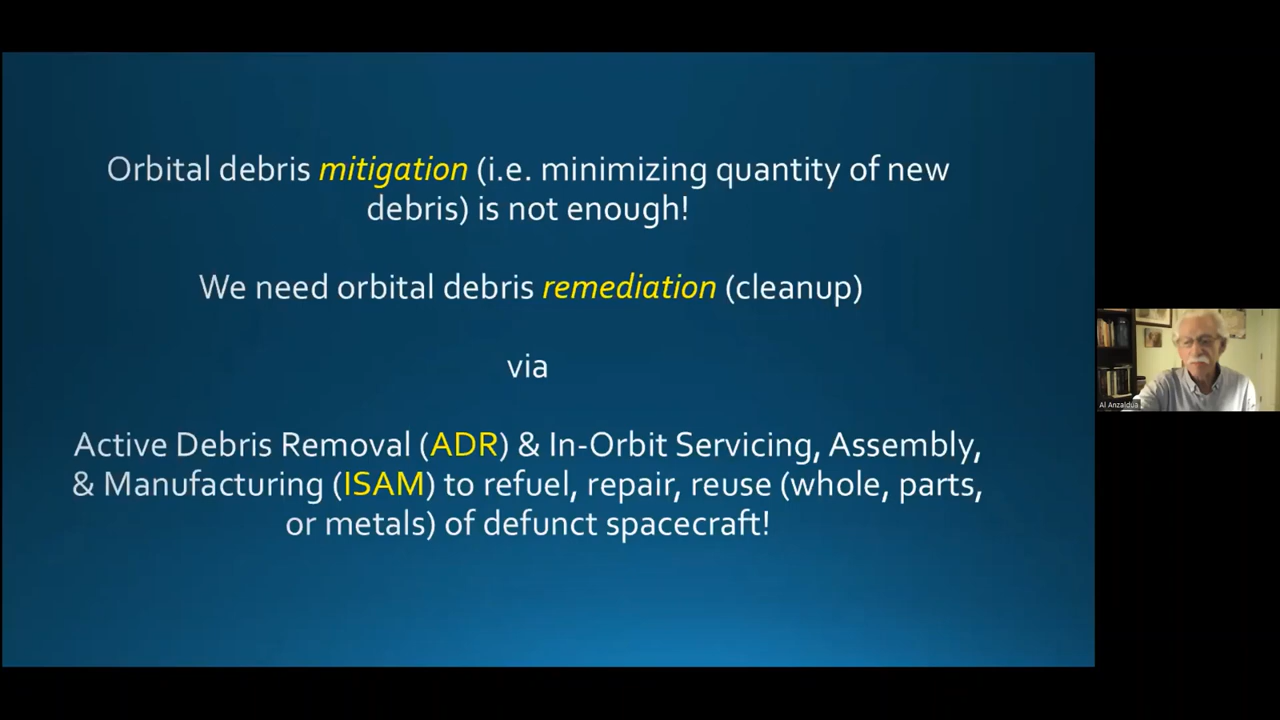 Orbital debris mitigation (i.e. minimizing quantity of new
debris) is not enough!
We need orbital debris remediation (cleanup)
via
Active Debris Removal (ADR) & In-Orbit Servicing, Assembly,
& Manufacturing (ISAM) to refuel, repair, reuse (whole, parts,
or metals) of defunct spacecraft!
Al Anzaldua